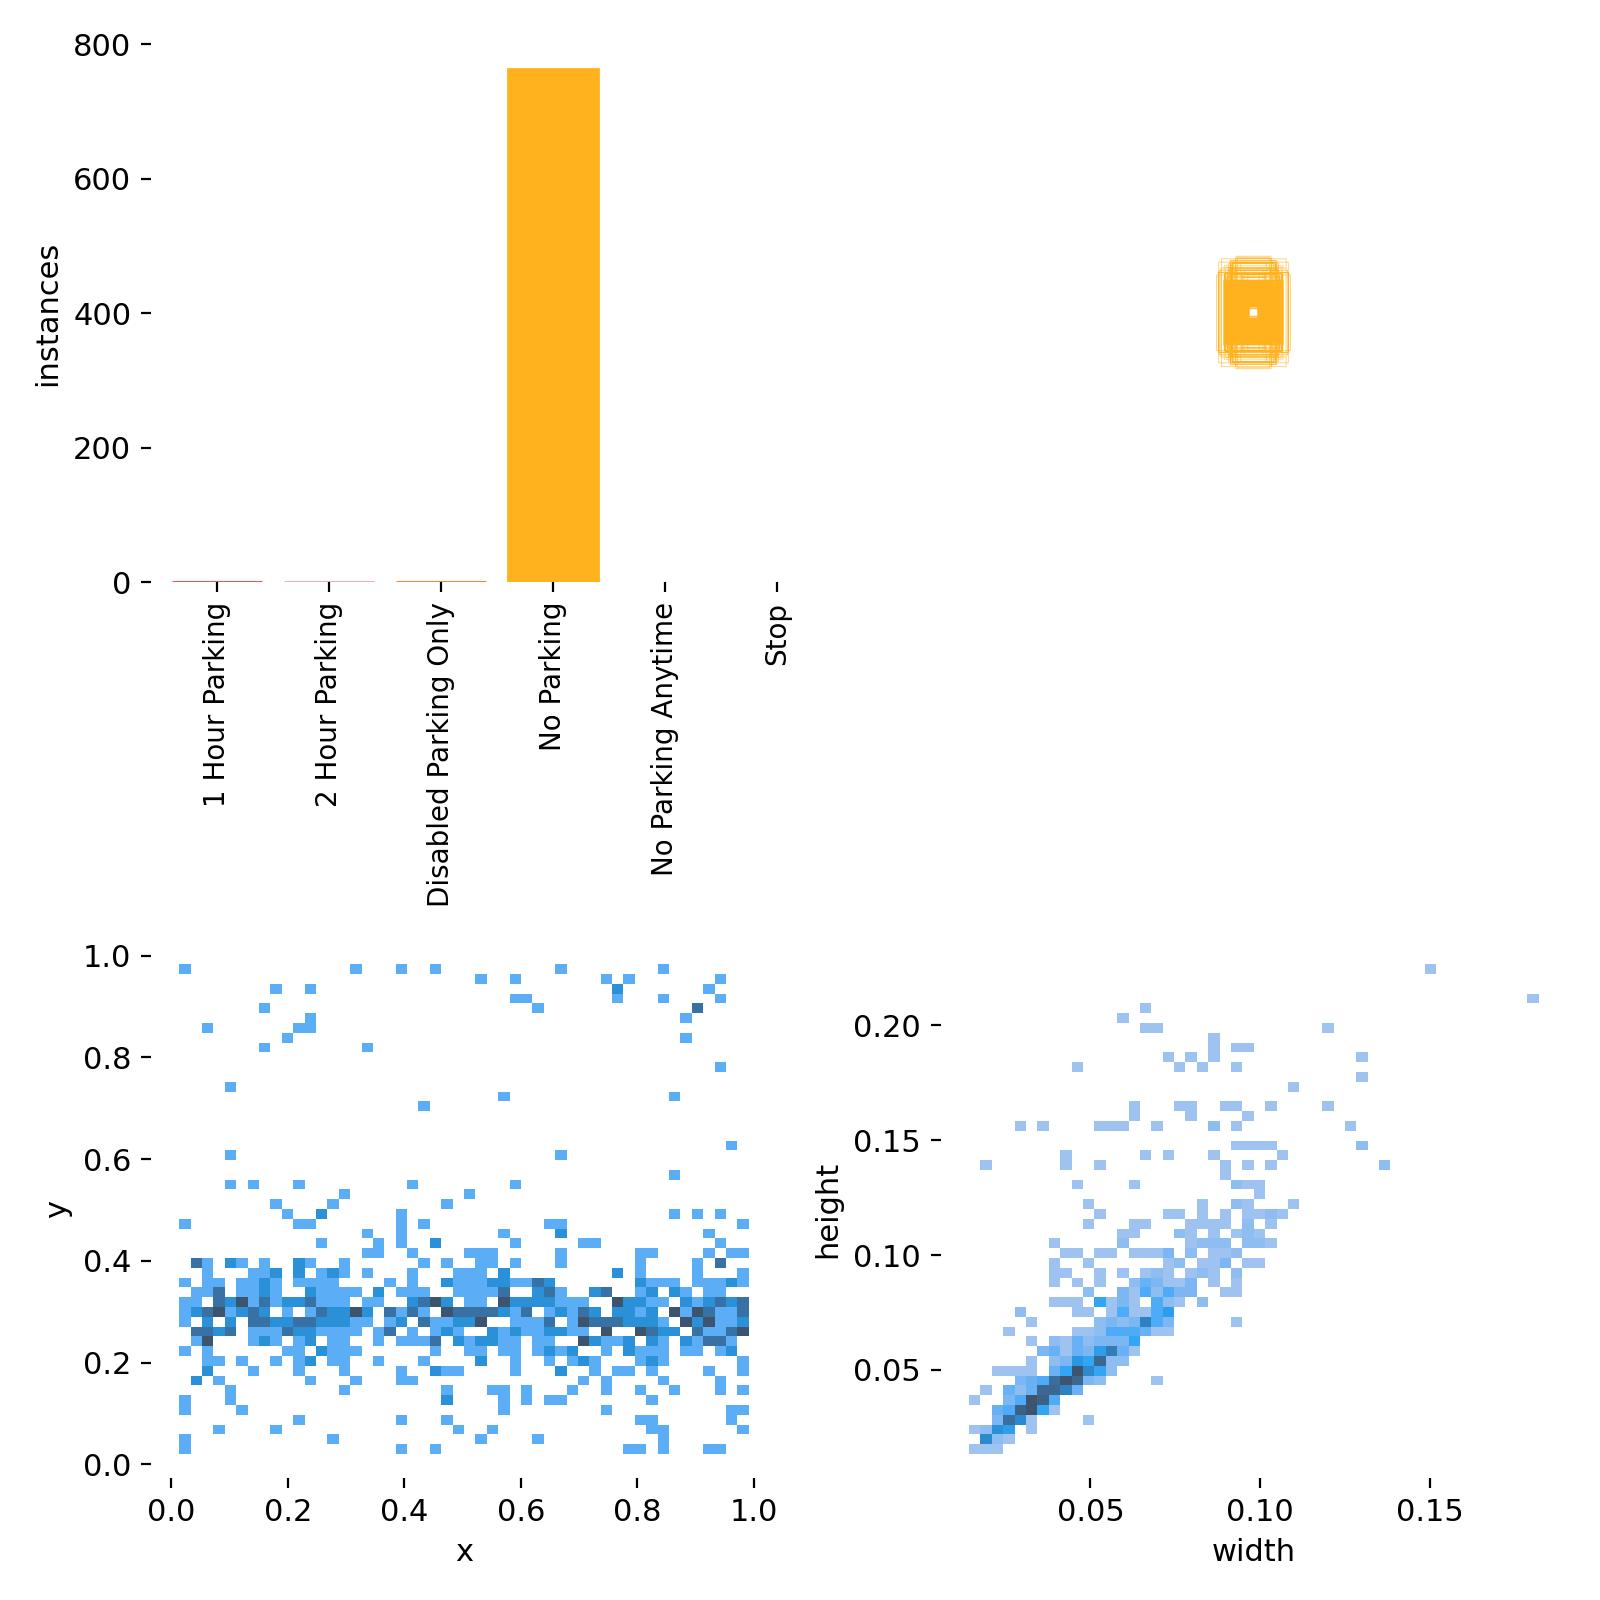 800
600
400
200
0
instances
1 Hour Parking
2 Hour Parking
Disabled Parking Only
No Parking
No Parking Anytime
Stop
1.0
0.8
0.6
0.4
0.2
0.0
y
0.0 0.2 0.4 0.6 0.8 1.0
x
0.20
0.15
0.10
0.05
height
0.05 0.10 0.15
width